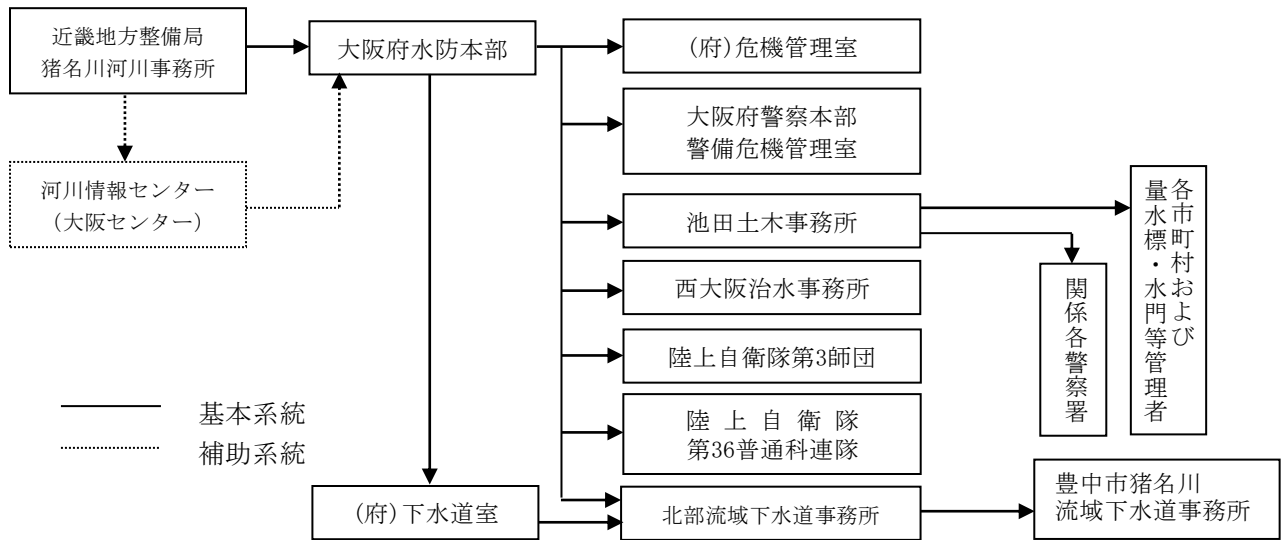 近畿地方整備局
猪名川河川事務所
大阪府水防本部
(府)危機管理室
大阪府警察本部
警備危機管理室
河川情報センター
（大阪センター）
池田土木事務所
各市町村および
量水標・水門等管理者
関係各警察署
西大阪治水事務所
陸上自衛隊第3師団
陸上自衛隊
第36普通科連隊
基本系統
補助系統
(府)下水道室
北部流域下水道事務所
豊中市猪名川
流域下水道事務所